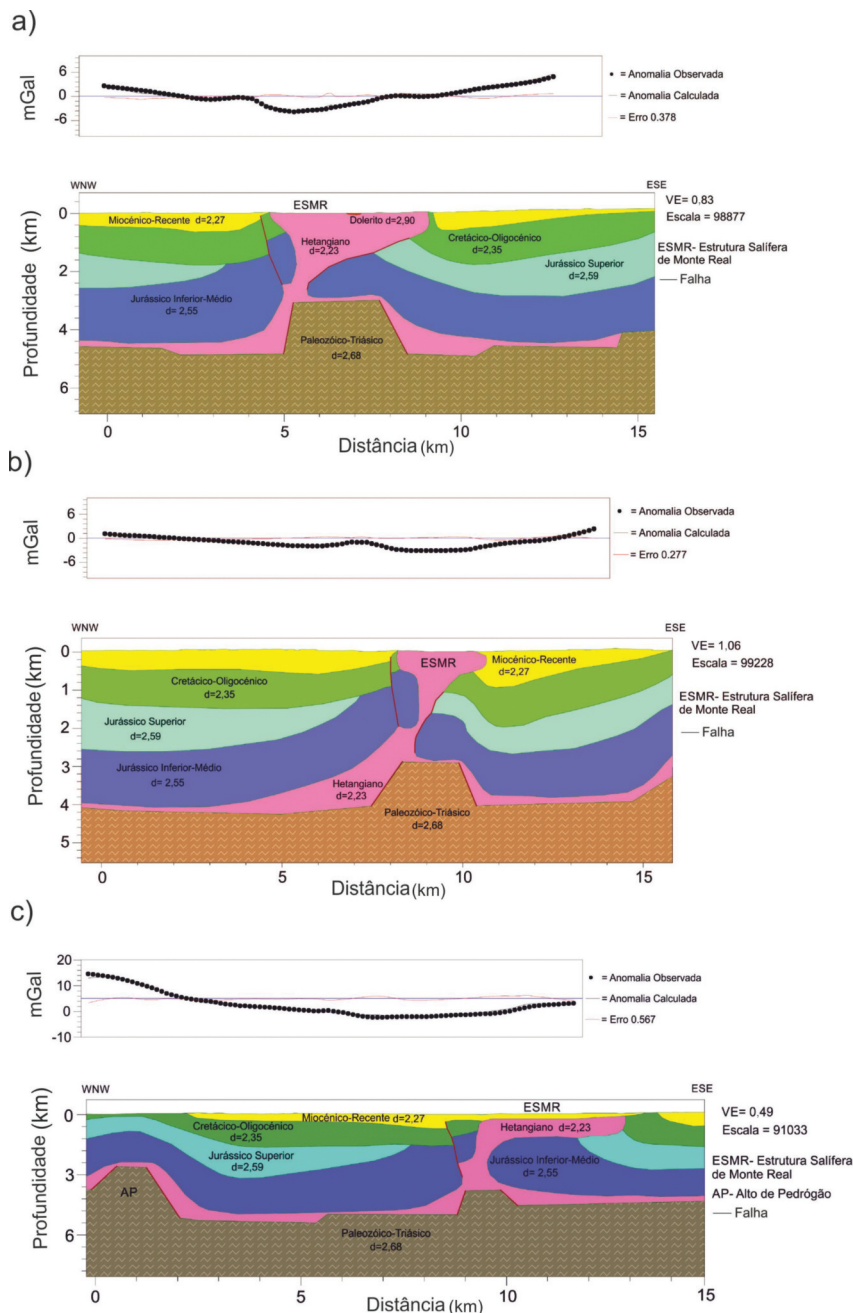 a)
mGal
6
0
-6
= Anomalia Observada
= Anomalia Calculada
= Erro 0.378
WNW
ESMR
ESE
VE= 0.83
Escala = 98877
ESMR- Estrutura Salífera
de Monte Real
Falha
Profundidade (km)
0
2
4
6
Miocénico-Recente d=2,27
Dolerito d=2,90
Hetangiano
d=2,23
Cretácico-Oligocénico
d=2,35
Jurássico Superior
d=2,59
Jurássico Inferior-Médio
d= 2,55
Paleozóico-Triásico
d=2,68
0
5
10
15
Distância (km)
b)
mGal
6
0
-6
= Anomalia Observada
= Anomalia Calculada
= Erro 0.277
WNW
ESE
VE= 1,06
Escala = 99228
ESMR- Estrutura Salífera
de Monte Real
Falha
Profundidade (km)
0
1
2
3
4
5
ESMR
Miocénico-Recente
d=2,27
Cretácico-Oligocénico
d=2,35
Jurássico Superior
d=2,59
Jurássico Inferior-Médio
d= 2,55
Hetangiano
d=2,23
Paleozóico-Triásico
d=2,68
0
5
10
15
Distância (km)
c)
mGal
20
0
-10
= Anomalia Observada
= Anomalia Calculada
= Erro 0.567
WNW
ESMR
ESE
VE= 0,49
Escala = 91033
ESMR- Estrutura Salífera
de Monte Real
AP- Alto de Pedrógão
Falha
Profundidade (km)
0
3
6
Miocénico-Recente d=2,27
Cretácico-Oligocénico
d=2,35
Hetangiano d=2,23
Jurássico Superior
d=2,59
Jurássico Inferior-Médio
d= 2,55
AP
Paleozóico-Triásico
d=2,68
0
5
10
15
Distância (km)